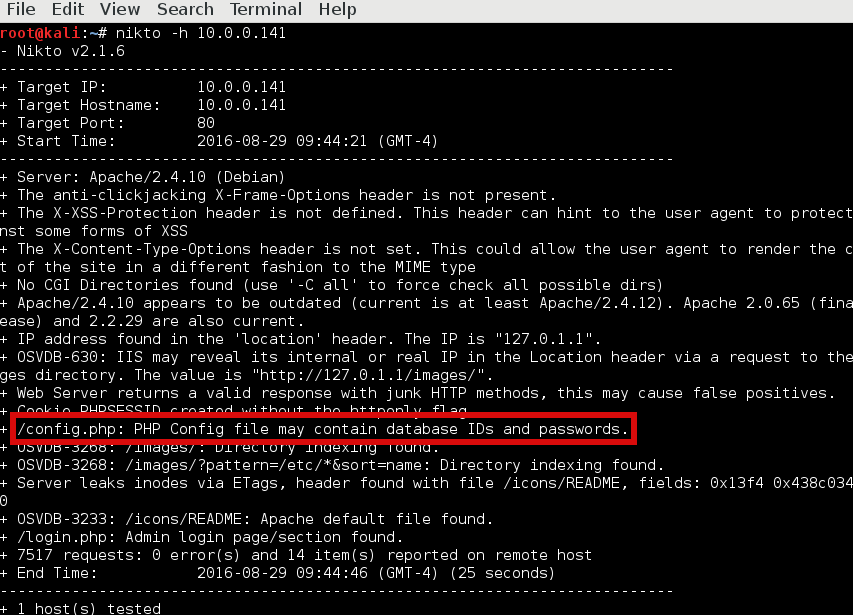 File Edit View Search Terminal Help
root@kali:~# nikto -h 10.0.0.141
- Nikto v2.1.6
---------------------------------------------------------------------------
+ Target IP: 10.0.0.141
+ Target Hostname: 10.0.0.141
+ Target Port: 80
+ Start Time: 2016-08-29 09:44:21 (GMT-4)
---------------------------------------------------------------------------
+ Server: Apache/2.4.10 (Debian)
+ The anti-clickjacking X-Frame-Options header is not present.
+ The X-XSS-Protection header is not defined. This header can hint to the user agent to protect
nst some forms of XSS
+ The X-Content-Type-Options header is not set. This could allow the user agent to render the c
t of the site in a different fashion to the MIME type
+ No CGI Directories found (use '-C all' to force check all possible dirs)
+ Apache/2.4.10 appears to be outdated (current is at least Apache/2.4.12). Apache 2.0.65 (fina
ease) and 2.2.29 are also current.
+ IP address found in the 'location' header. The IP is "127.0.1.1".
+ OSVDB-630: IIS may reveal its internal or real IP in the Location header via a request to the
ges directory. The value is "http://127.0.1.1/images/".
+ Web Server returns a valid response with junk HTTP methods, this may cause false positives.
+ Cookie PHPSESSID created without the httponly flag
+ /config.php: PHP Config file may contain database IDs and passwords.
+ OSVDB-3268: /images/: Directory indexing found.
+ OSVDB-3268: /images/?pattern=/etc/*&sort=name: Directory indexing found.
+ Server leaks inodes via ETags, header found with file /icons/README, fields: 0x13f4 0x438c034
0
+ OSVDB-3233: /icons/README: Apache default file found.
+ /login.php: Admin login page/section found.
+ 7517 requests: 0 error(s) and 14 item(s) reported on remote host
+ End Time: 2016-08-29 09:44:46 (GMT-4) (25 seconds)
---------------------------------------------------------------------------
+ 1 host(s) tested